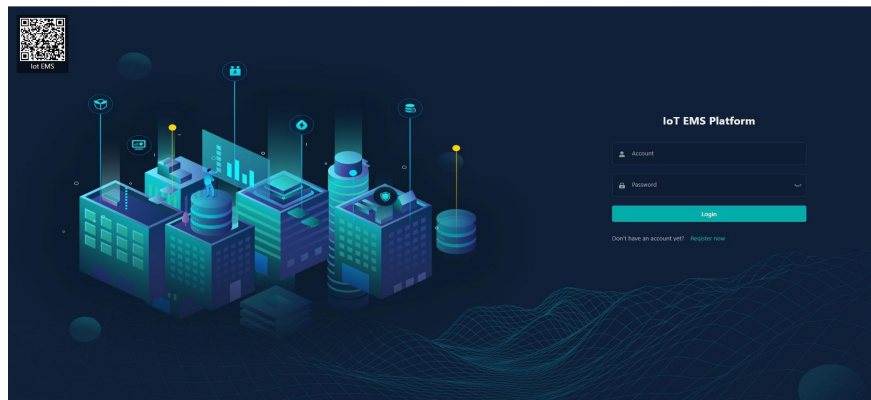 Iot EMS
IoT EMS Platform
Account
Password
Login
Don't have an account yet? Register now